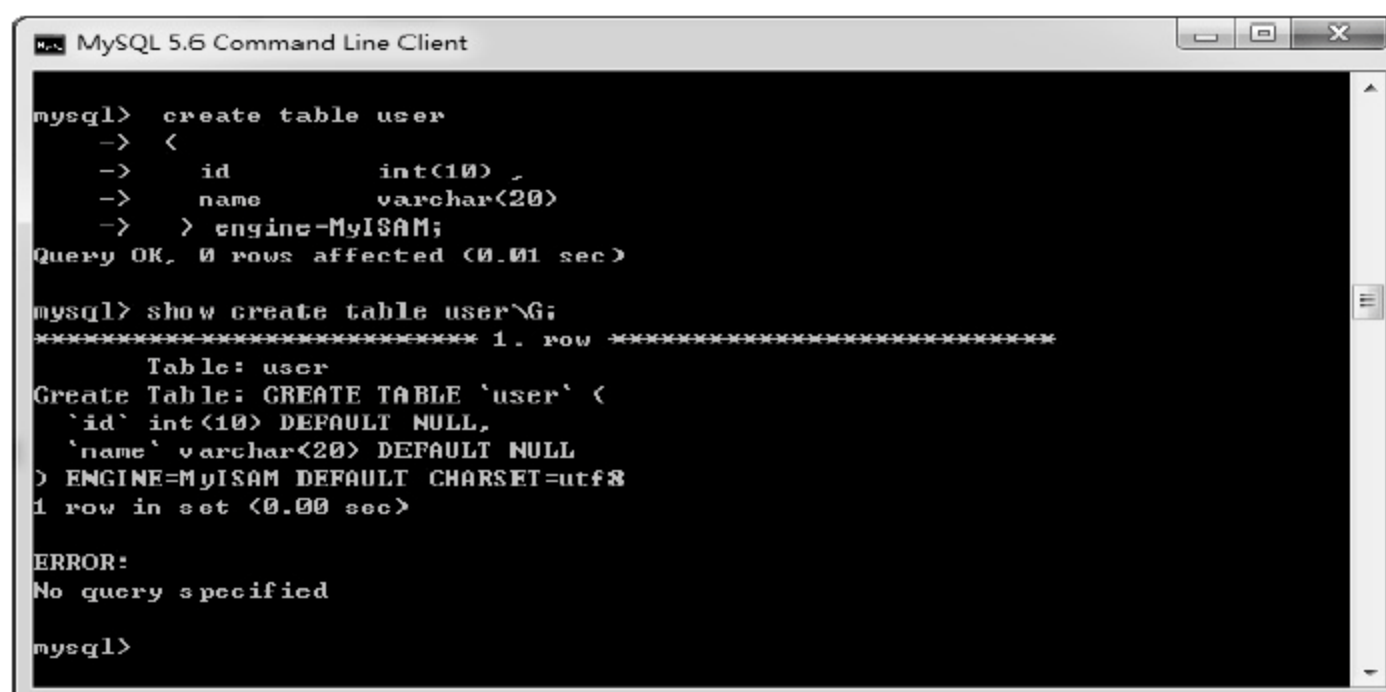 MySQL 5.6 Command Line Client
mysql>  create table user
    ->  (
    ->    id         int(10) ,
    ->    name       varchar(20)
    ->   ) engine=MyISAM;
Query OK, 0 rows affected (0.01 sec)
mysql> show create table user\G;
*************************** 1. row ***************************
       Table: user
Create Table: CREATE TABLE `user` (
  `id` int(10) DEFAULT NULL,
  `name` varchar(20) DEFAULT NULL
) ENGINE=MyISAM DEFAULT CHARSET=utf8
1 row in set (0.00 sec)
ERROR:
No query specified
mysql>